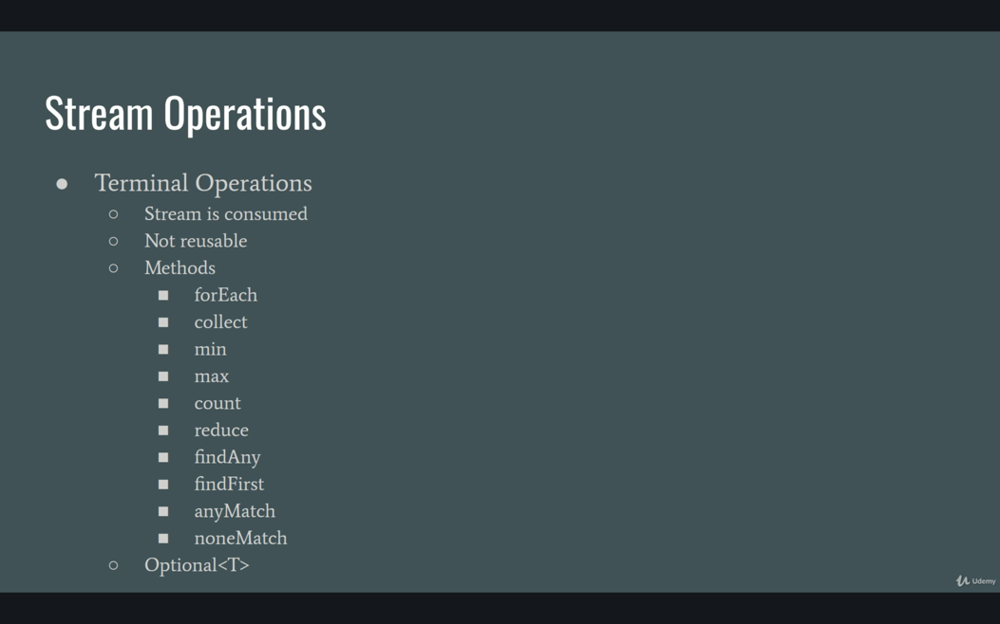 Stream Operations
Terminal Operations
Stream is consumed
Not reusable
Methods
forEach
collect
min
max
count
reduce
findAny
findFirst
anyMatch
noneMatch
Optional<T>
Udemy